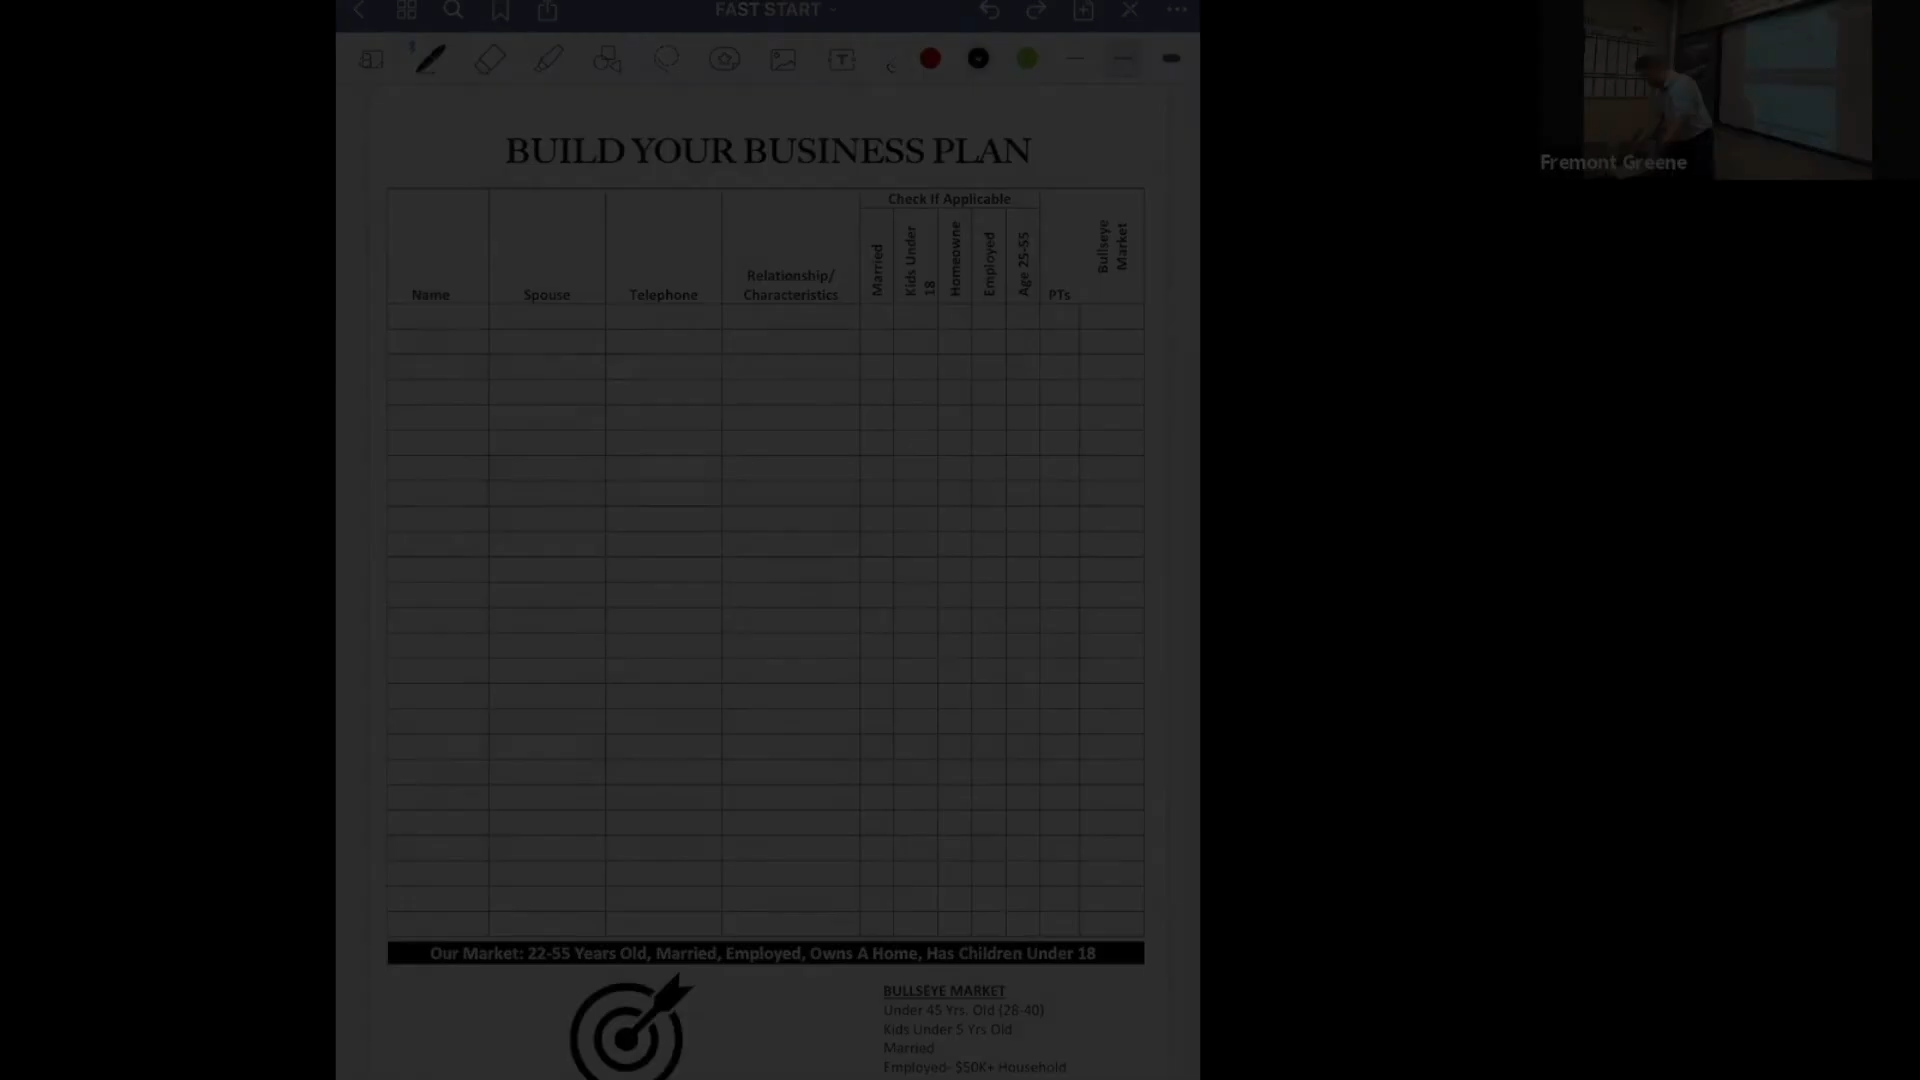 FAST START
BUILD YOUR BUSINESS PLAN
Check If Applicable
Name
Spouse
Telephone
Relationship/
Characteristics
Married
Kids Under
18
Homeowne
Employed
Age 25-55
PTs
Bullseye
Market
Our Market: 22-55 Years Old, Married, Employed, Owns A Home, Has Children Under 18
BULLSEYE MARKET
Under 45 Yrs. Old (28-40)
Kids Under 5 Yrs Old
Married
Employed- $50K+ Household
Fremont Greene